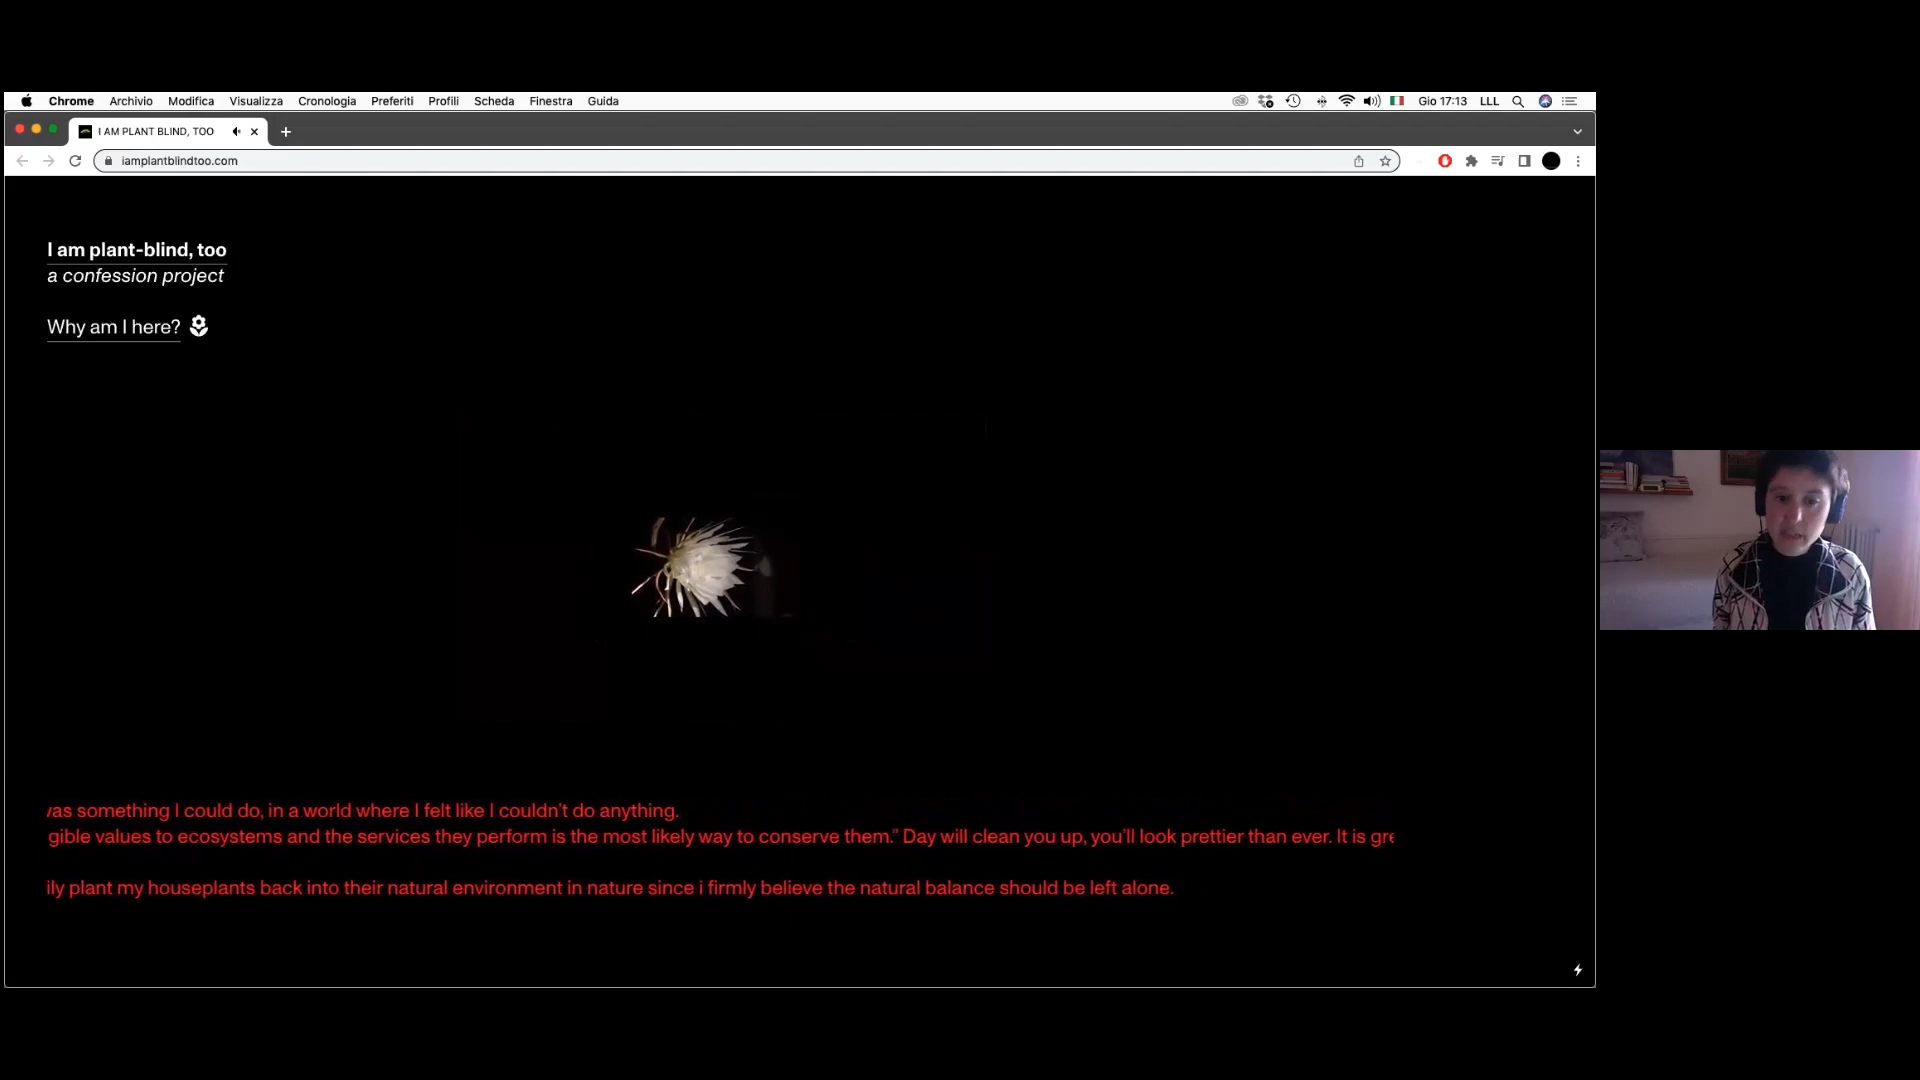 Chrome Archivio Modifica Visualizza Cronologia Preferiti Profili Scheda Finestra Guida Gio 17:13 LLL
I AM PLANT BLIND, TOO
iamplantblindtoo.com
I am plant-blind, too
a confession project
Why am I here?
something I could do, in a world where I felt like I couldn't do anything.
values to ecosystems and the services they perform is the most likely way to conserve them.” Day will clean you up, you'll look prettier than ever. It is
plant my houseplants back into their natural environment in nature since i firmly believe the natural balance should be left alone.